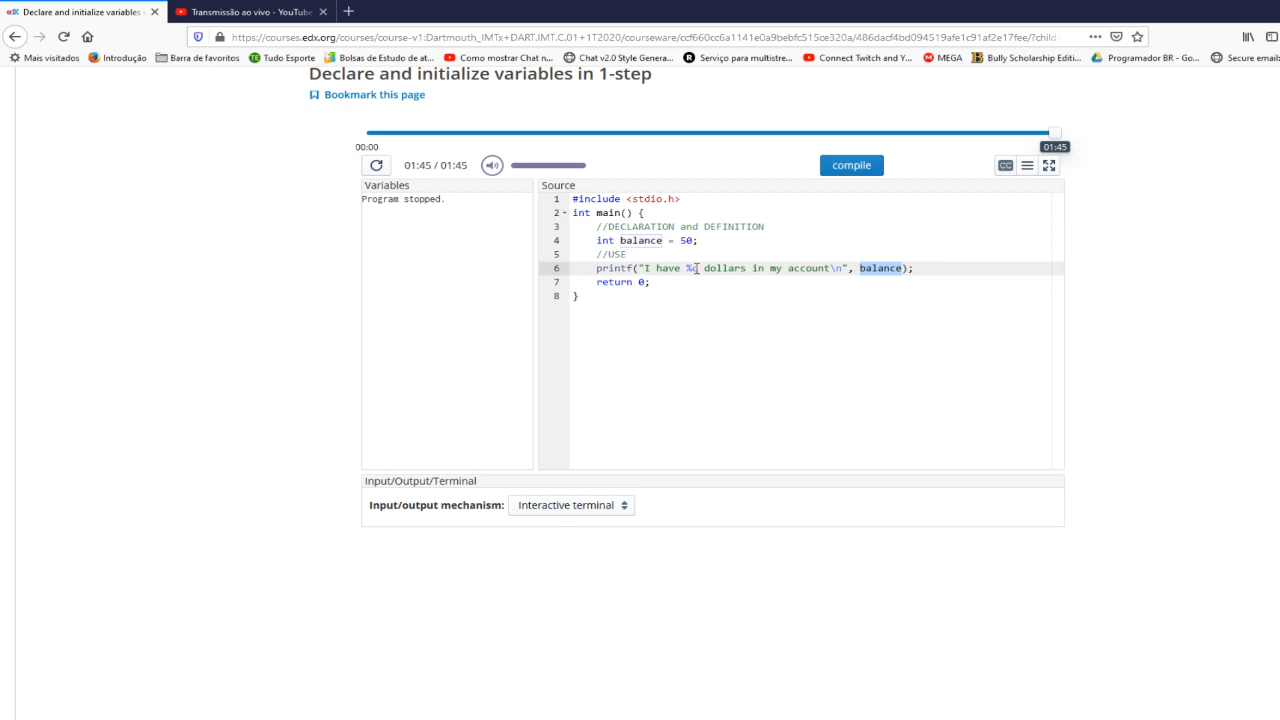 Declare and initialize variables
Transmissão ao vivo - YouTube
https://courses.edx.org/courses/course-v1:Dartmouth_IMTx+DART.IMT.C.01+1T2020/courseware/ccf660cc6a1141e0a9bebfc515ce320a/486dacf4bd094519afe1c91af2e17fee/?child
Mais visitados Introdução Barra de favoritos Tudo Gostoso Bolsas de Estudo de at... Como mostrar Chat n... Chat v2.0 Style Genera... Serviço para multistre... Connect Twitch and Y... MEGA Bully Scholarship Editi... Programador BR - Go... Secure email:
Declare and initialize variables in 1-step
Bookmark this page
00:00
01:45
01:45 / 01:45
compile
CC
Variables
Program stopped.
Source
1 #include <stdio.h>
2 int main() {
3 //DECLARATION and DEFINITION
4 int balance = 50;
5 //USE
6 printf("I have %d dollars in my account\n", balance);
7 return 0;
8 }
Input/Output/Terminal
Input/output mechanism: Interactive terminal